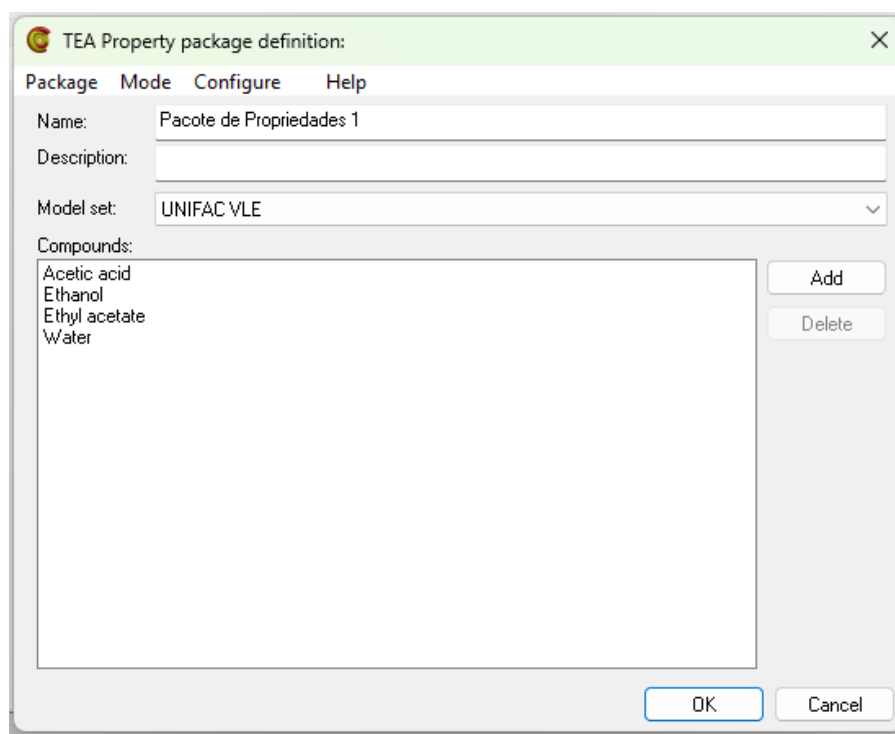 TEA Property package definition:
Package Mode Configure Help
Name: Pacote de Propriedades 1
Description:
Model set: UNIFAC VLE
Compounds:
Acetic acid
Ethanol
Ethyl acetate
Water
Add
Delete
OK Cancel